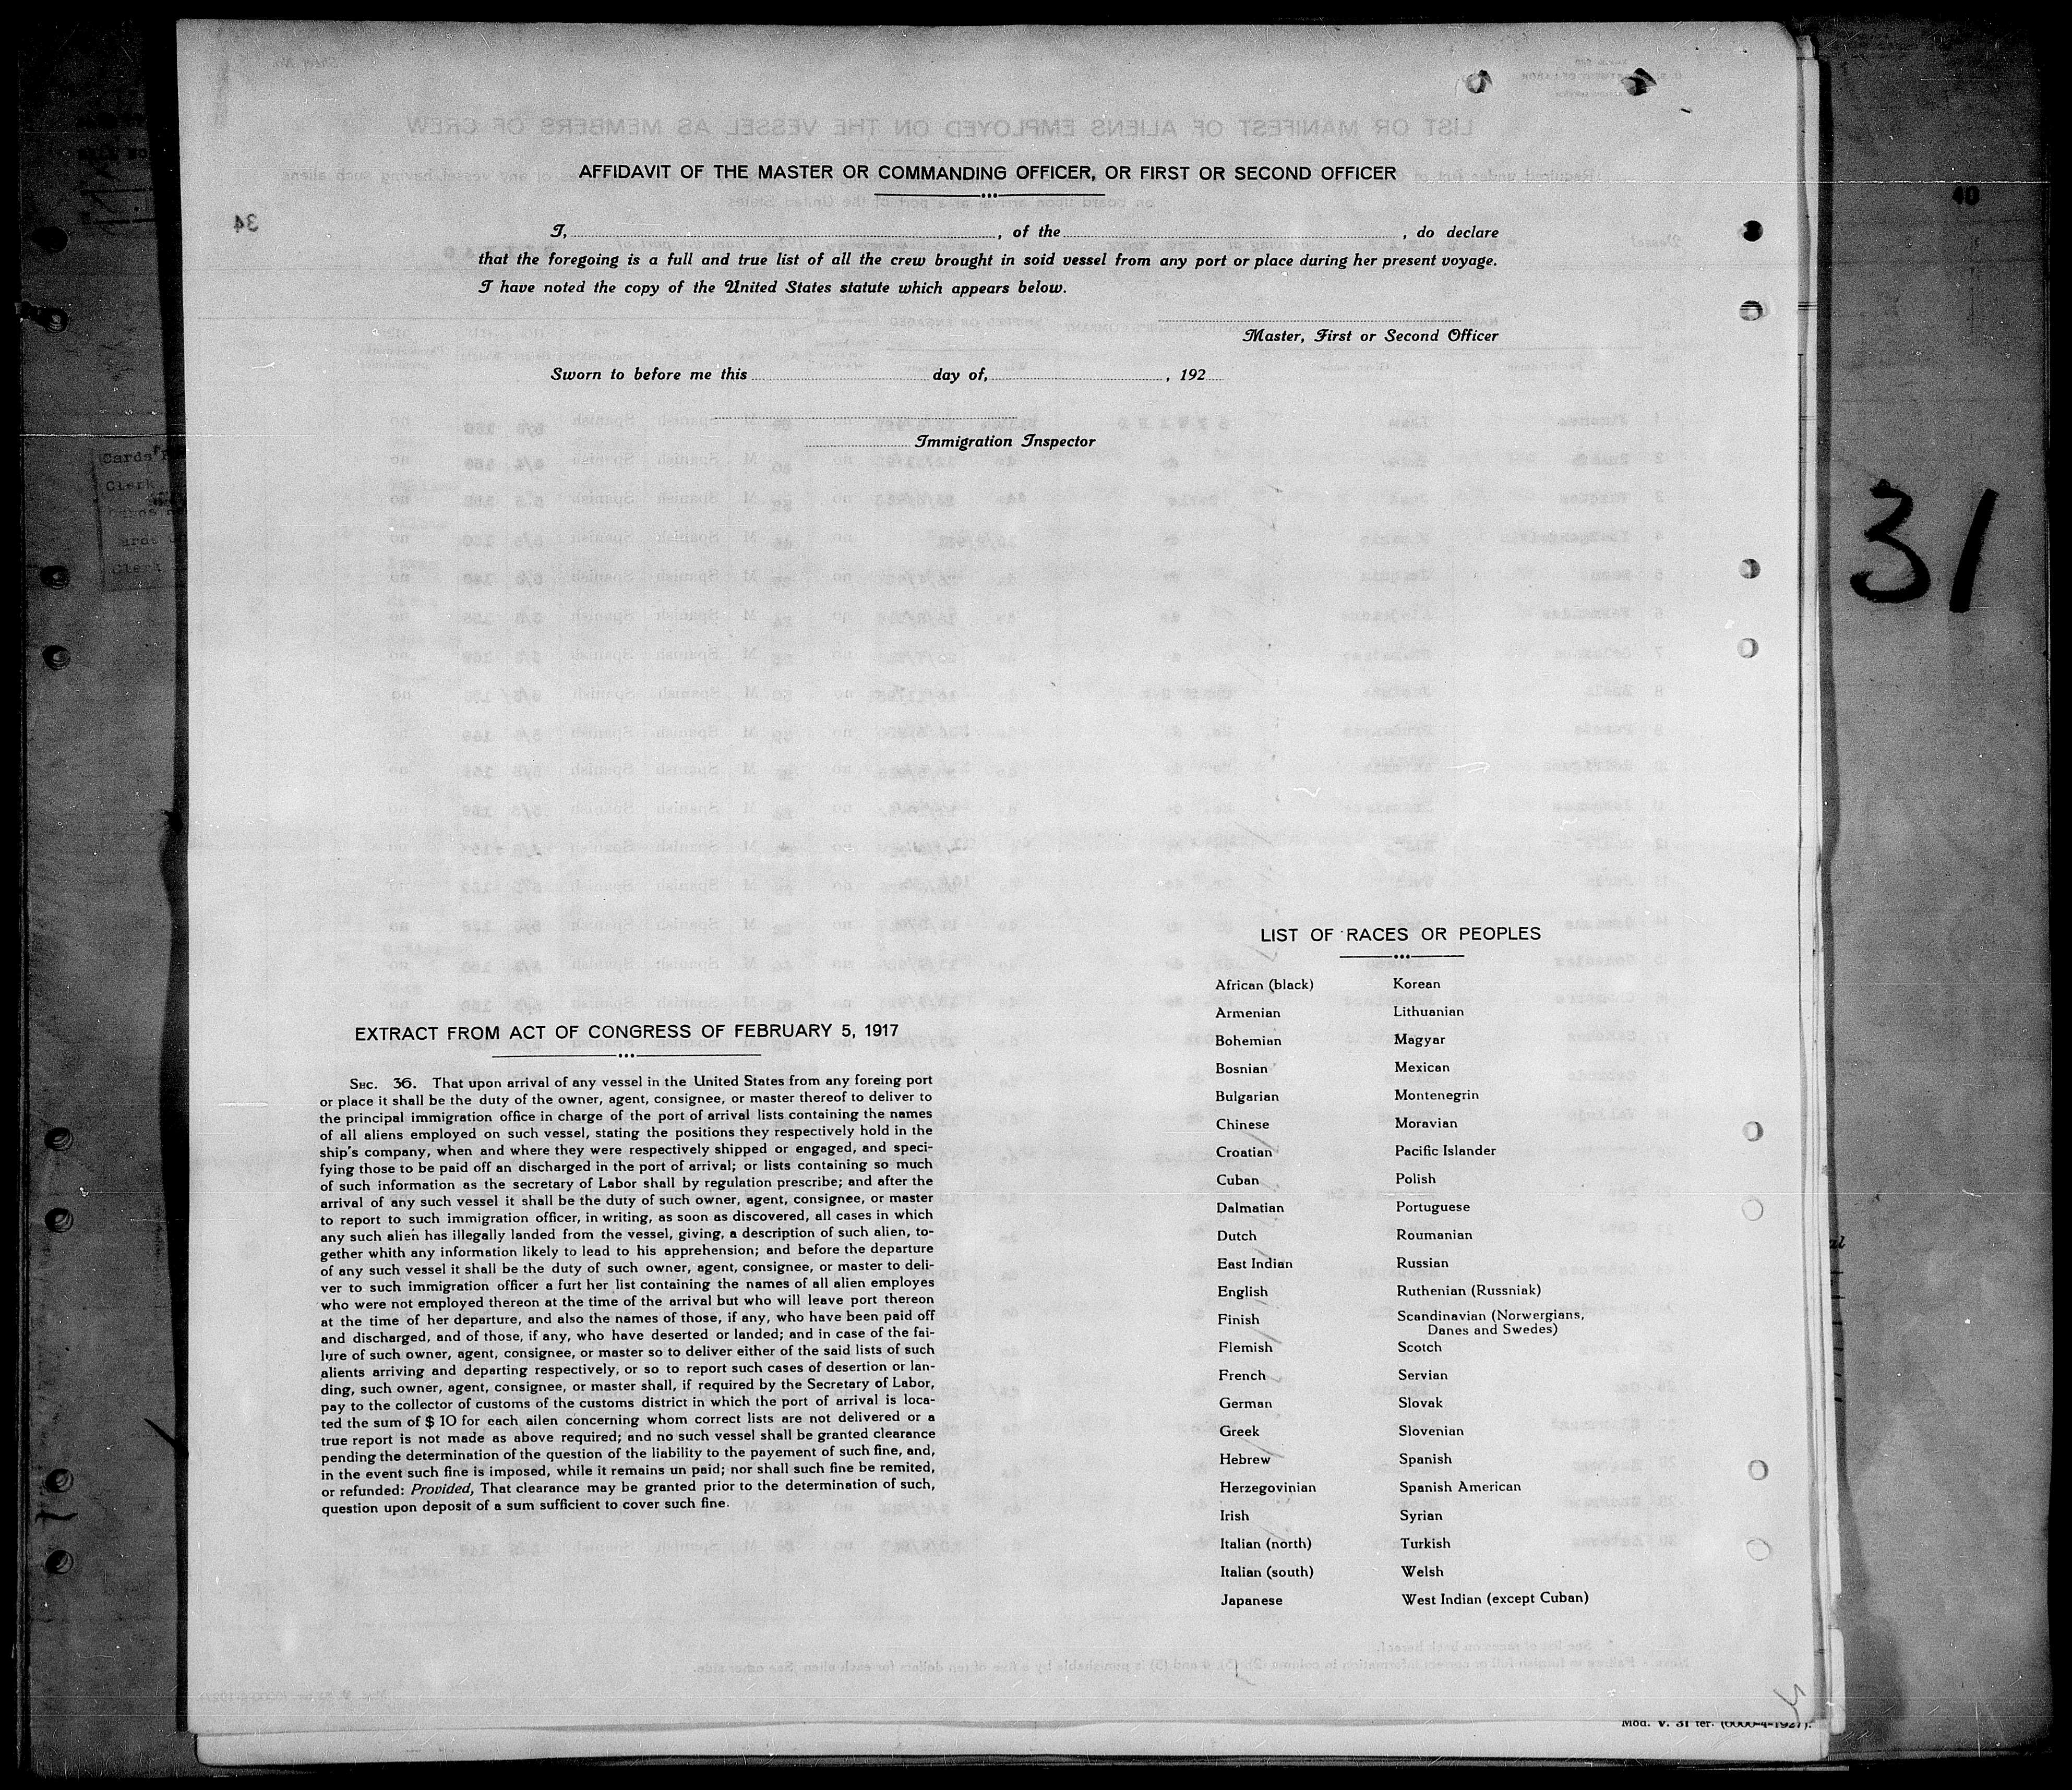 AFFIDAVIT OF THE MASTER OR COMMANDING OFFICER, OR FIRST OR SECOND OFFICER
I, , of the , do declare
that the foregoing is a full and true list of all the crew brought in soid vessel from any port or place during her present voyage.
I have noted the copy of the United States statute which appears below.
Master, First or Second Officer
Sworn to before me this day of, , 192
Immigration Inspector
EXTRACT FROM ACT OF CONGRESS OF FEBRUARY 5, 1917
SEC. 36. That upon arrival of any vessel in the United States from any foreing port
or place it shall be the duty of the owner, agent, consignee, or master thereof to deliver to
the principal immigration office in charge of the port of arrival lists containing the names
of all aliens employed on such vessel, stating the positions they respectively hold in the
ship's company, when and where they were respectively shipped or engaged, and speci-
fying those to be paid off an discharged in the port of arrival; or lists containing so much
of such information as the secretary of Labor shall by regulation prescribe; and after the
arrival of any such vessel it shall be the duty of such owner, agent, consignee, or master
to report to such immigration officer, in writing, as soon as discovered, all cases in which
any such alien has illegally landed from the vessel, giving, a description of such alien, to-
gether whith any information likely to lead to his apprehension; and before the departure
of any such vessel it shall be the duty of such owner, agent, consignee, or master to deli-
ver to such immigration officer a furt her list containing the names of all alien employes
who were not employed thereon at the time of the arrival but who will leave port thereon
at the time of her departure, and also the names of those, if any, who have been paid off
and discharged, and of those, if any, who have deserted or landed; and in case of the fai-
lure of such owner, agent, consignee, or master so to deliver either of the said lists of such
alients arriving and departing respectively, or so to report such cases of desertion or lan-
ding, such owner, agent, consignee, or master shall, if required by the Secretary of Labor,
pay to the collector of customs of the customs district in which the port of arrival is loca-
ted the sum of $ 10 for each ailen concerning whom correct lists are not delivered or a
true report is not made as above required; and no such vessel shall be granted clearance
pending the determination of the question of the liability to the payement of such fine, and,
in the event such fine is imposed, while it remains un paid; nor shall such fine be remited,
or refunded: Provided, That clearance may be granted prior to the determination of such,
question upon deposit of a sum sufficient to cover such fine.
LIST OF RACES OR PEOPLES
African (black)
Armenian
Bohemian
Bosnian
Bulgarian
Chinese
Croatian
Cuban
Dalmatian
Dutch
East Indian
English
Finish
Flemish
French
German
Greek
Hebrew
Herzegovinian
Irish
Italian (north)
Italian (south)
Japanese
Korean
Lithuanian
Magyar
Mexican
Montenegrin
Moravian
Pacific Islander
Polish
Portuguese
Roumanian
Russian
Ruthenian (Russniak)
Scandinavian (Norwergians,
Danes and Swedes)
Scotch
Servian
Slovak
Slovenian
Spanish
Spanish American
Syrian
Turkish
Welsh
West Indian (except Cuban)
31
Mod. V. 31 ter. (6000-4-1927).